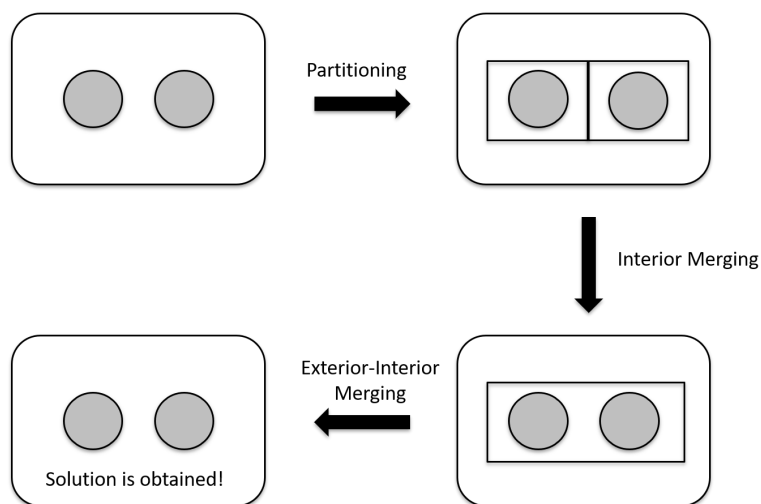 Partitioning
Interior Merging
Exterior-Interior
Merging
Solution is obtained!